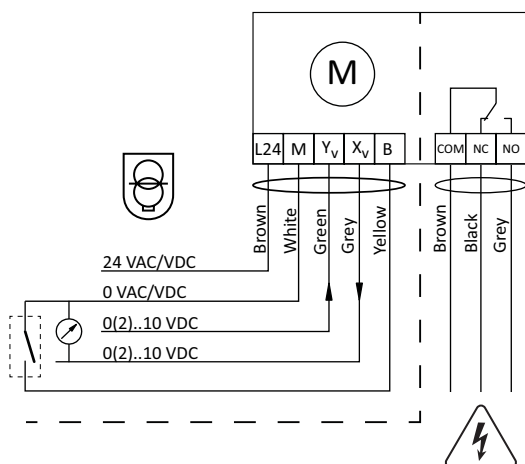 M
L24 M Yv Xv B COM NC NO
Brown White Green Grey Yellow Brown Black Grey
24 VAC/VDC
0 VAC/VDC
0(2)..10 VDC
0(2)..10 VDC